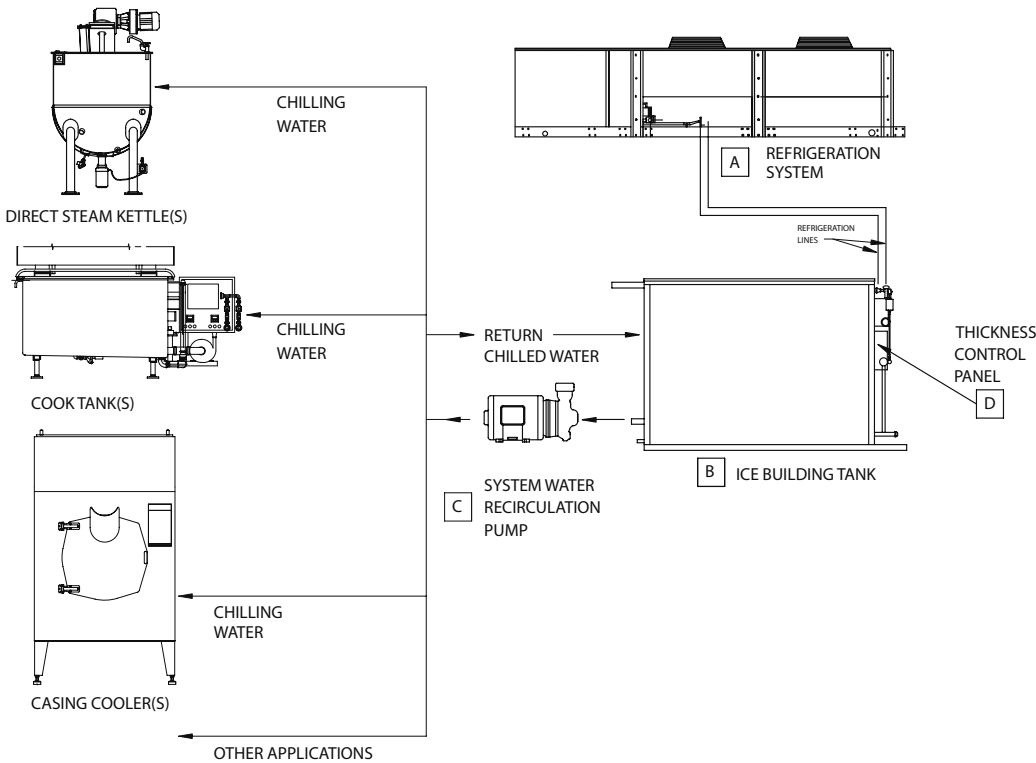 CHILLING
WATER
DIRECT STEAM KETTLE(S)
CHILLING
WATER
COOK TANK(S)
CHILLING
WATER
CASING COOLER(S)
OTHER APPLICATIONS
A REFRIGERATION
SYSTEM
REFRIGERATION
LINES
RETURN
CHILLED WATER
THICKNESS
CONTROL
PANEL
D
B ICE BUILDING TANK
C SYSTEM WATER
RECIRCULATION
PUMP